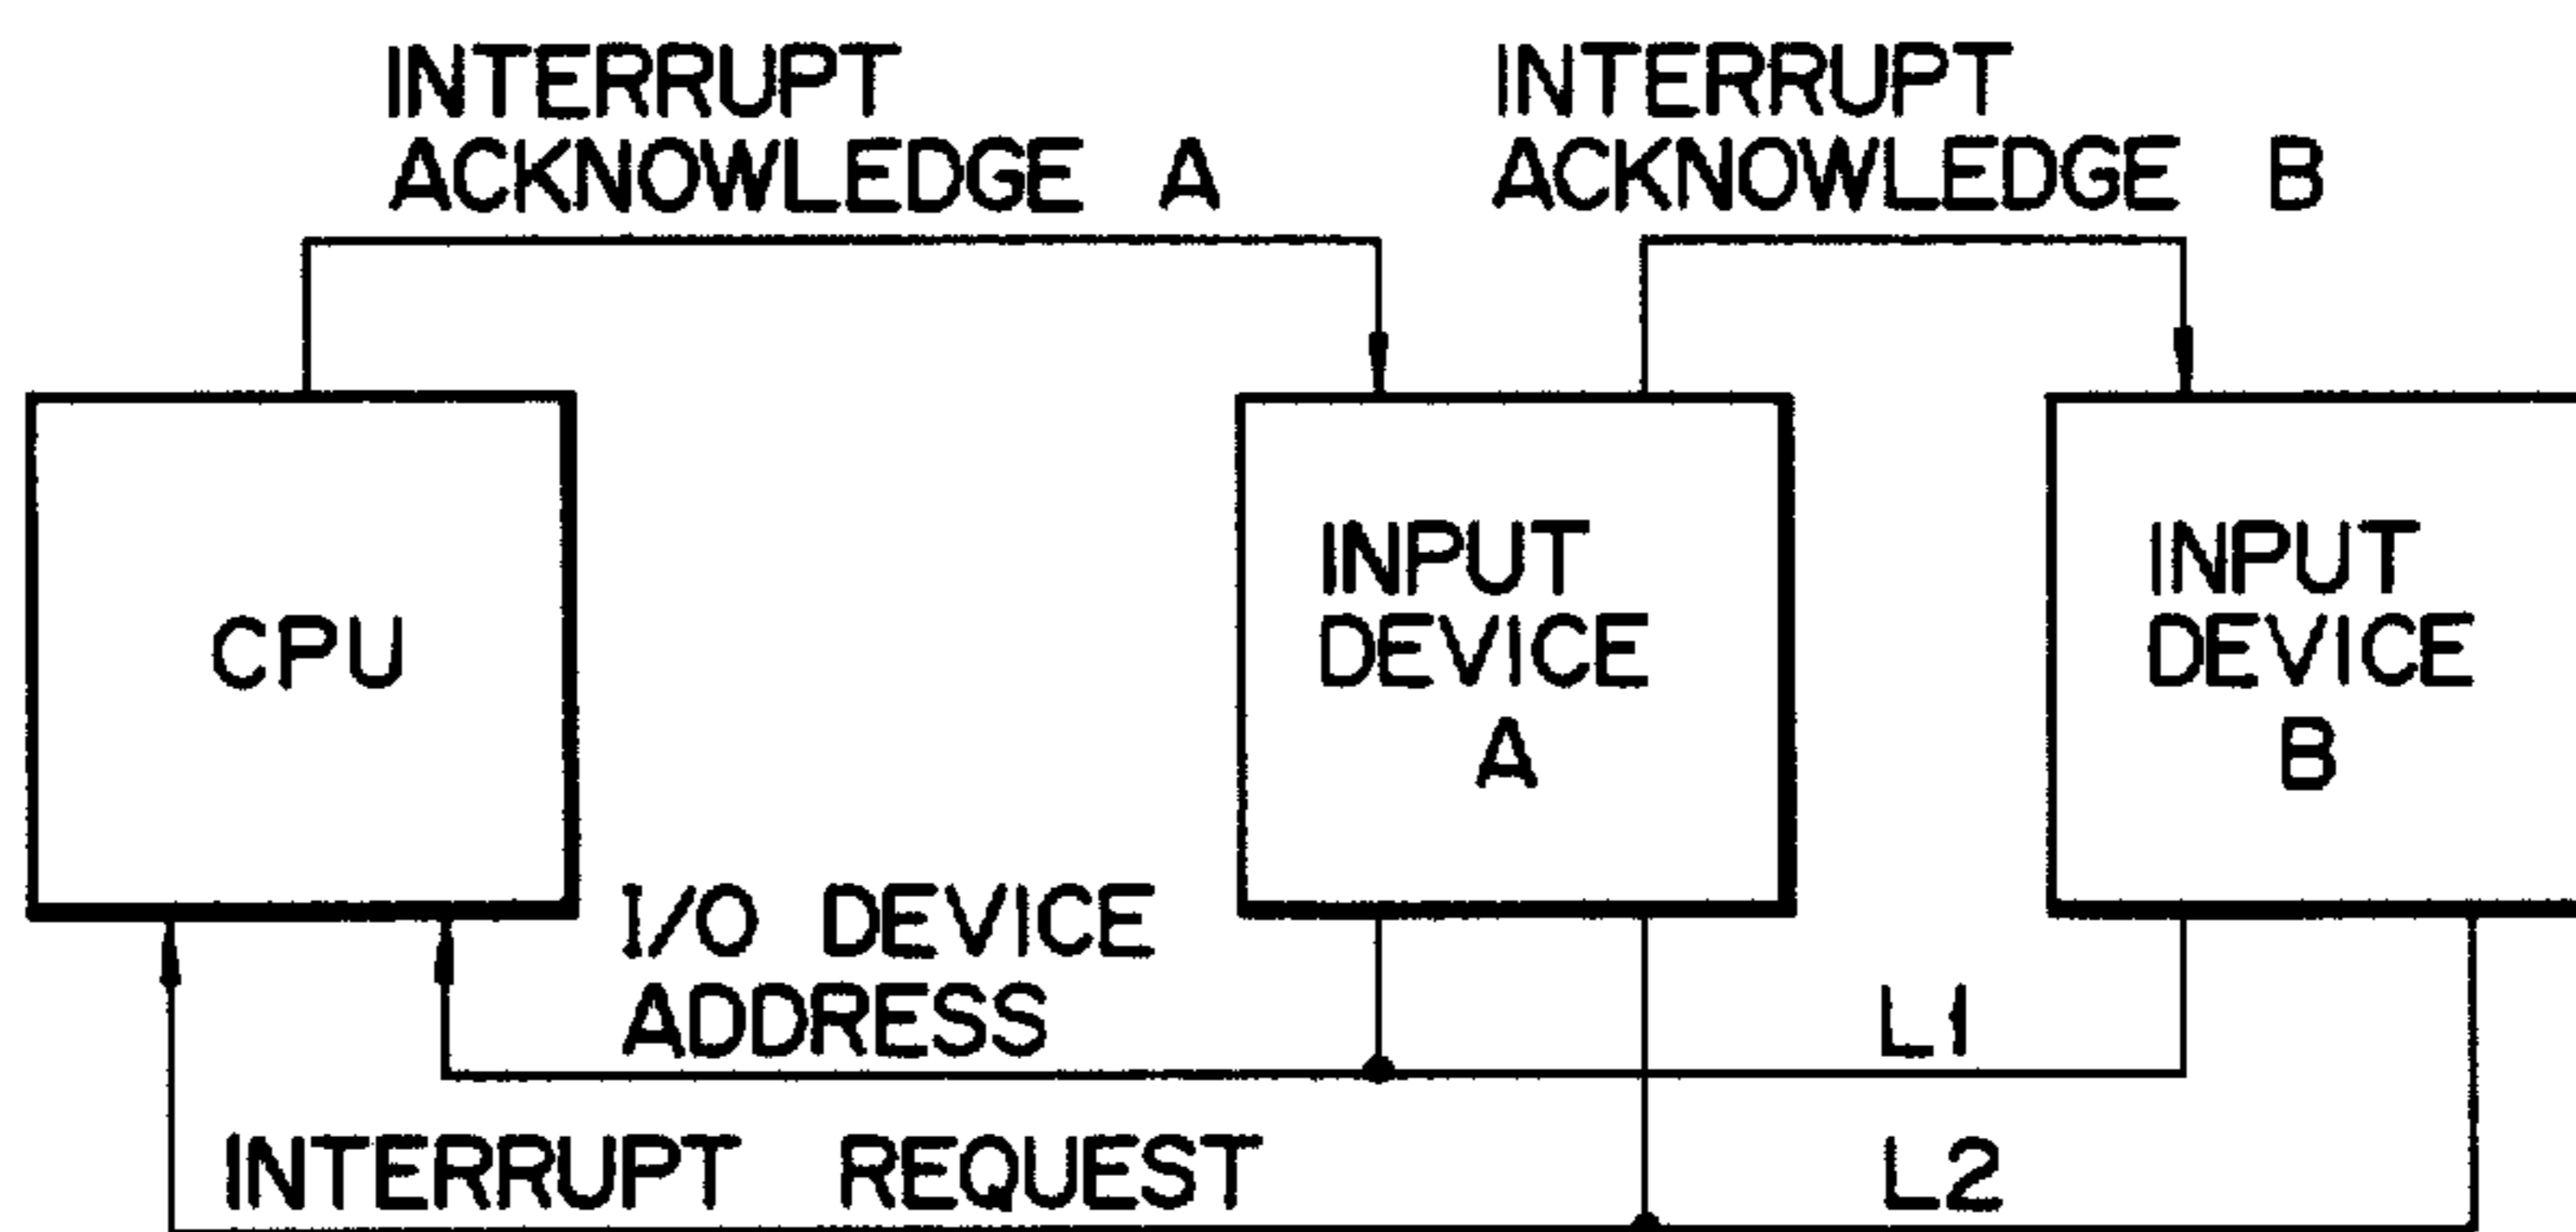 INTERRUPT
ACKNOWLEDGE A
INTERRUPT
ACKNOWLEDGE B
CPU
INPUT
DEVICE
A
INPUT
DEVICE
B
I/O DEVICE
ADDRESS
L1
INTERRUPT REQUEST
L2